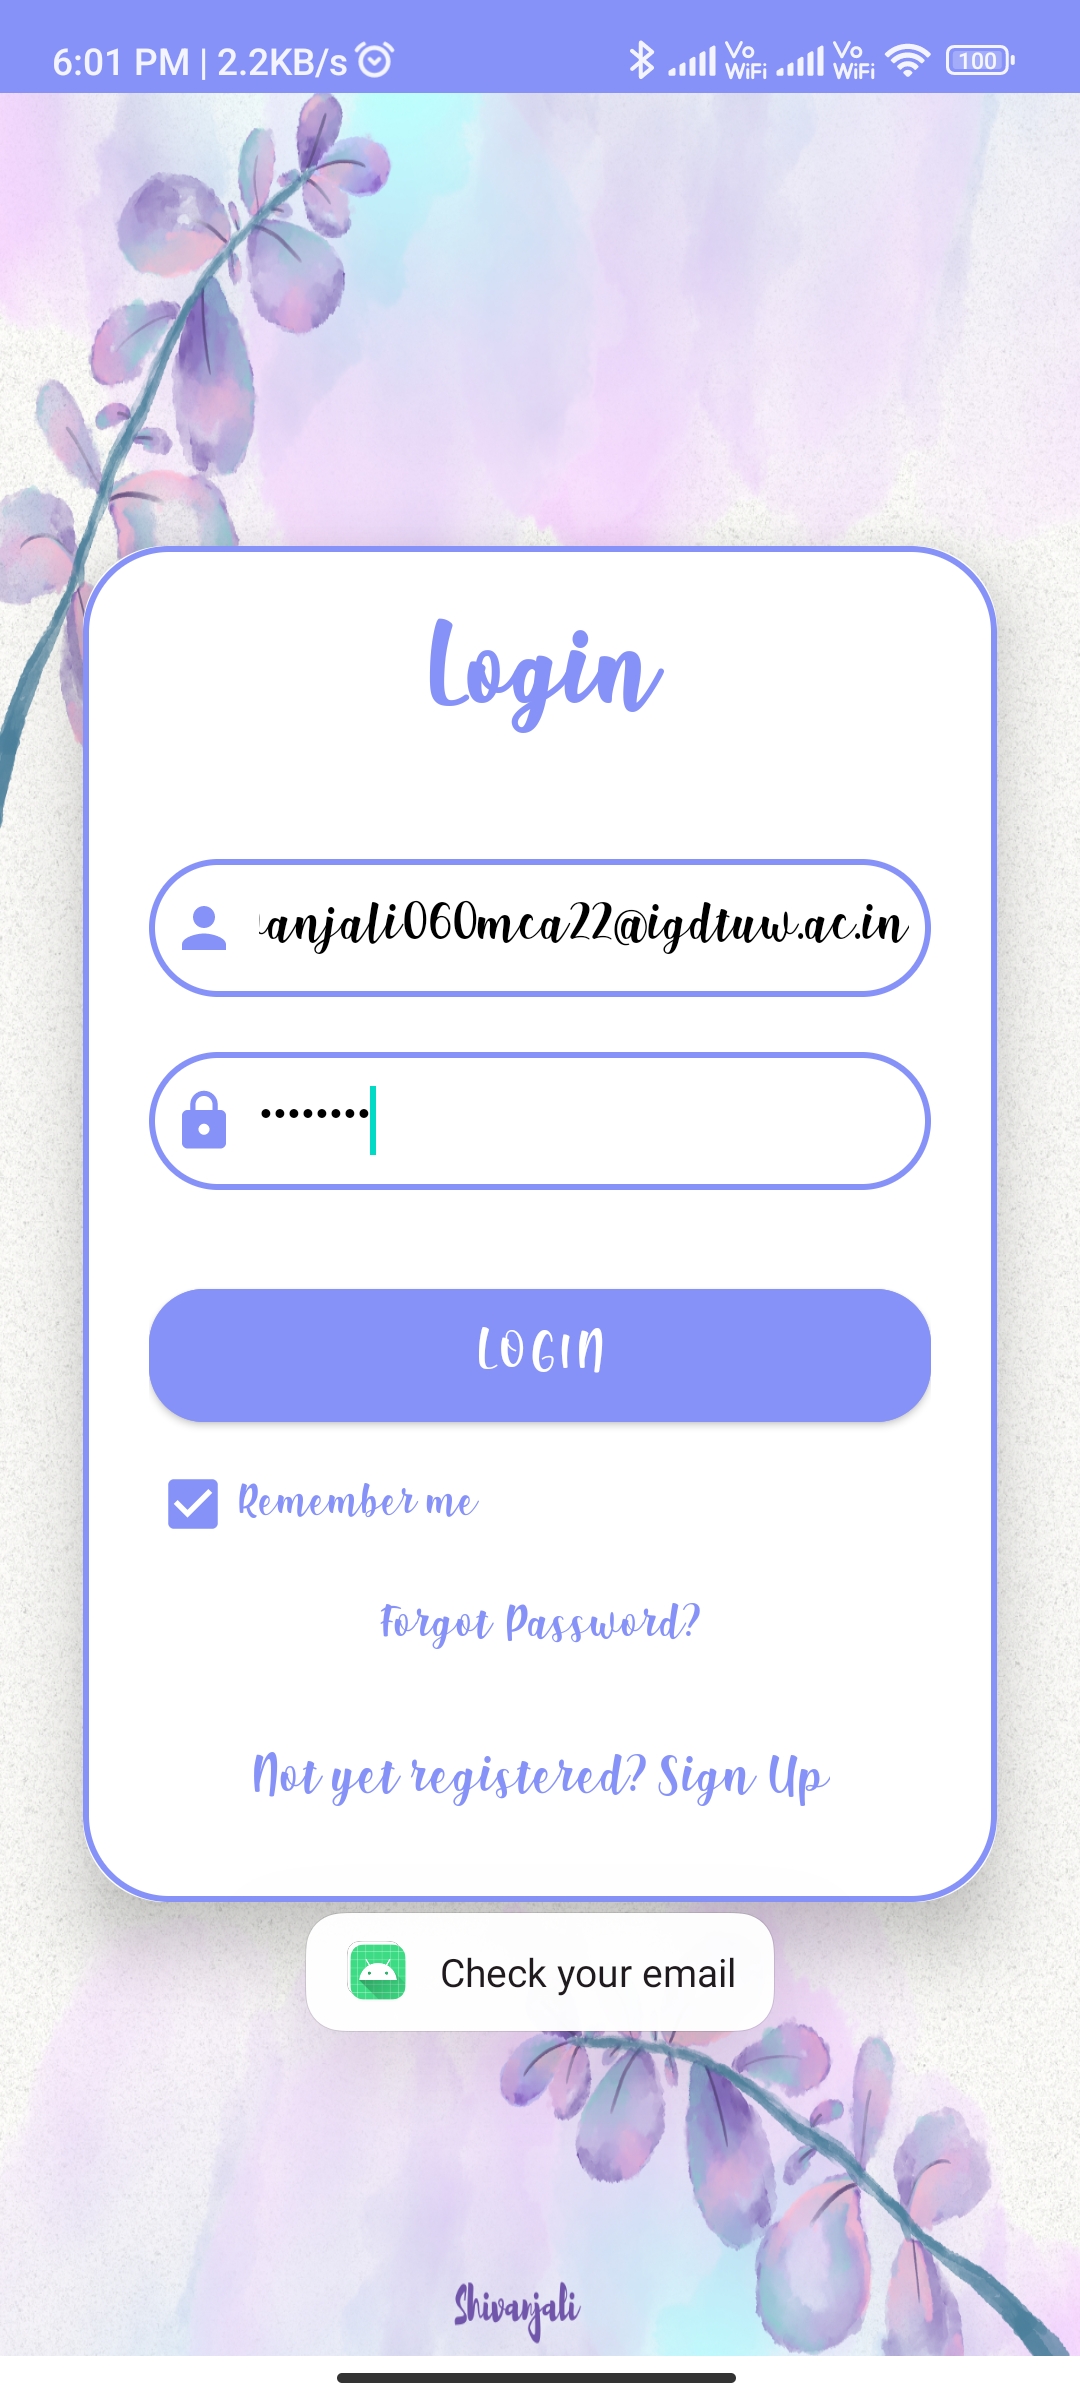 6:01 PM | 2.2KB/s Vo WiFi Vo WiFi 100
Login
anjali060mca22@igdtuw.ac.in
••••••••
LOGIN
Remember me
Forgot Password?
Not yet registered? Sign Up
Check your email
Shivanjali